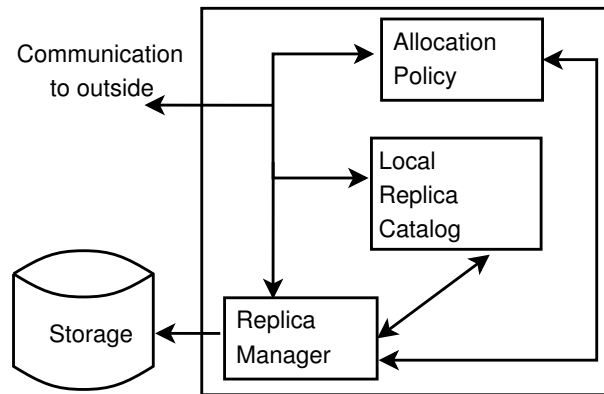 Communication
to outside
Allocation
Policy
Local
Replica
Catalog
Storage
Replica
Manager